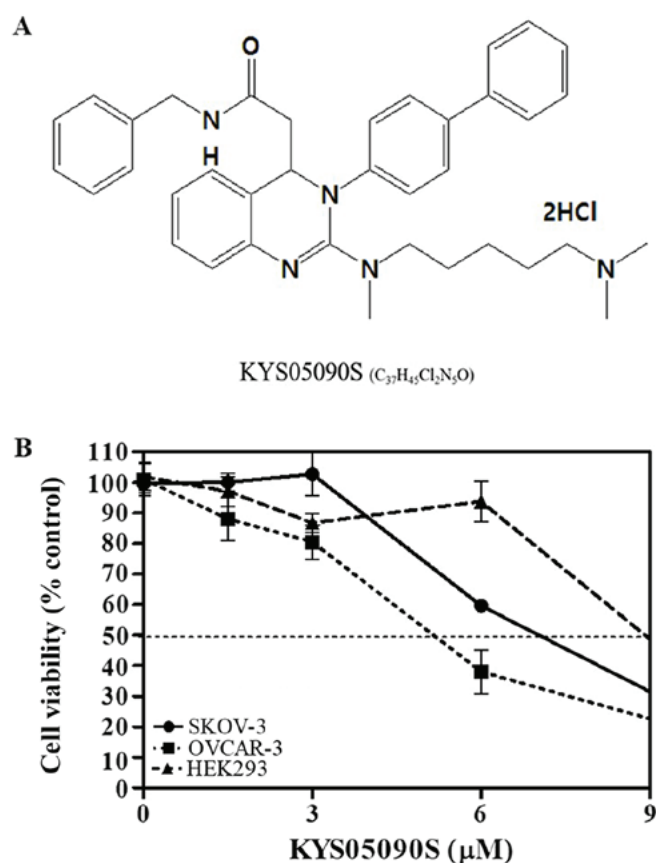 A
O
N
H
N
2HCl
N
N
N
KYS05090S (C37H45Cl2N5O)
B
Cell viability (% control)
110
100
90
80
70
60
50
40
30
20
10
0
SKOV-3
OVCAR-3
HEK293
0 3 6 9
KYS05090S (μM)